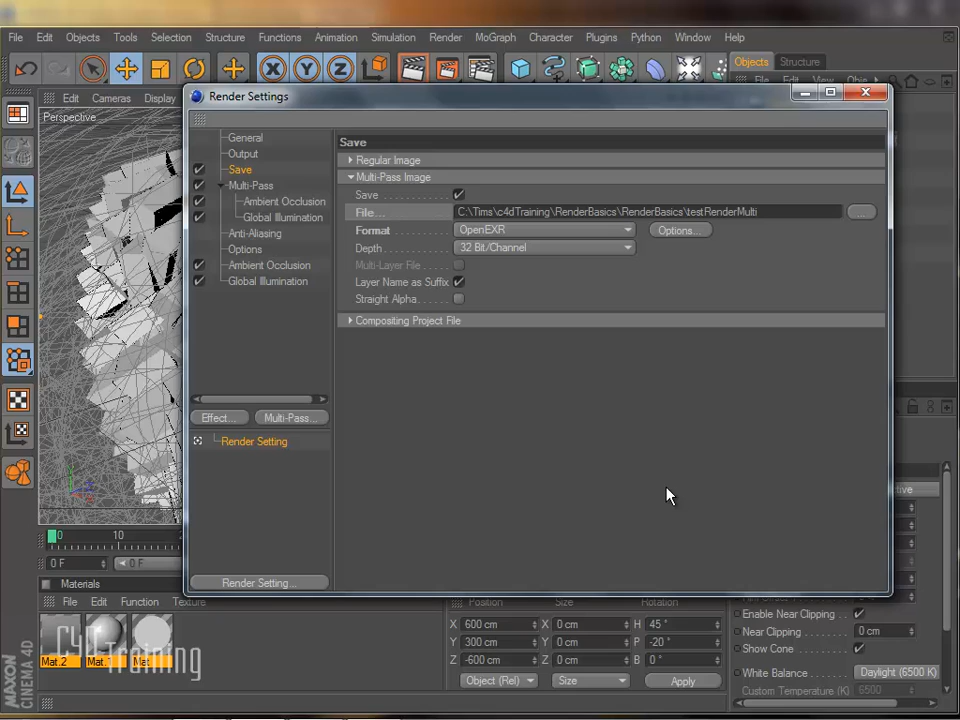 File Edit Objects Tools Selection Structure Functions Animation Simulation Render MoGraph Character Plugins Python Window Help
X Y Z
Objects Structure
Edit Cameras Display
File Edit View
Perspective
Render Settings
General
Output
Save
Multi-Pass
Ambient Occlusion
Global Illumination
Anti-Aliasing
Options
Ambient Occlusion
Global Illumination
Effect... Multi-Pass...
Render Setting
Render Setting...
Save
Regular Image
Multi-Pass Image
Save
File... C:\Tims\c4dTraining\RenderBasics\RenderBasics\testRenderMulti ...
Format OpenEXR Options...
Depth 32 Bit/Channel
Multi-Layer File
Layer Name as Suffix
Straight Alpha
Compositing Project File
0 10
0 F 0 F
Materials
File Edit Function Texture
Mat.2 Mat.1 Mat
C4D Training
MAXON CINEMA 4D
Position Size Rotation
X 600 cm X 0 cm H 45 °
Y 300 cm Y 0 cm P -20 °
Z -600 cm Z 0 cm B 0 °
Object (Rel) Size Apply
Enable Near Clipping
Near Clipping 0 cm
Show Cone
White Balance Daylight (6500 K)
Custom Temperature (K) 6500